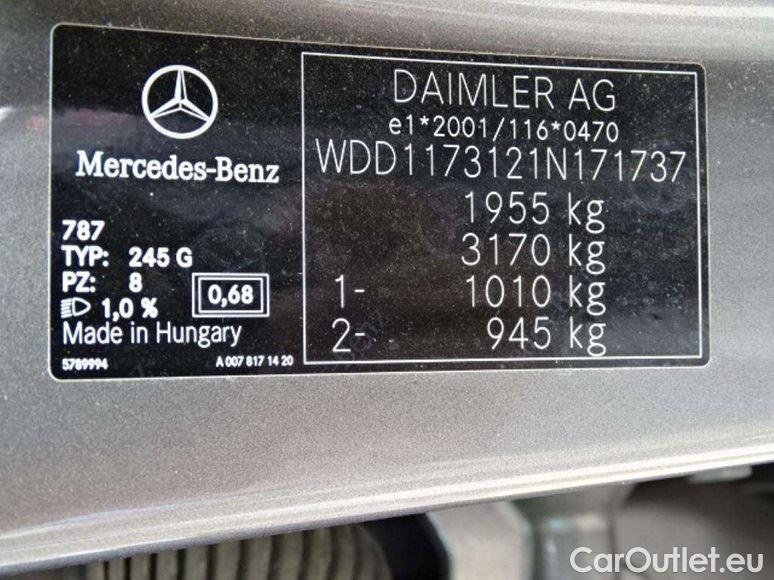 Mercedes-Benz
787
TYP: 245 G
PZ: 8
1,0 %
0,68
Made in Hungary
5789994
A 007 817 14 20
DAIMLER AG
e1*2001/116*0470
WDD1173121N171737
1955 kg
3170 kg
1- 1010 kg
2- 945 kg
CarOutlet.eu